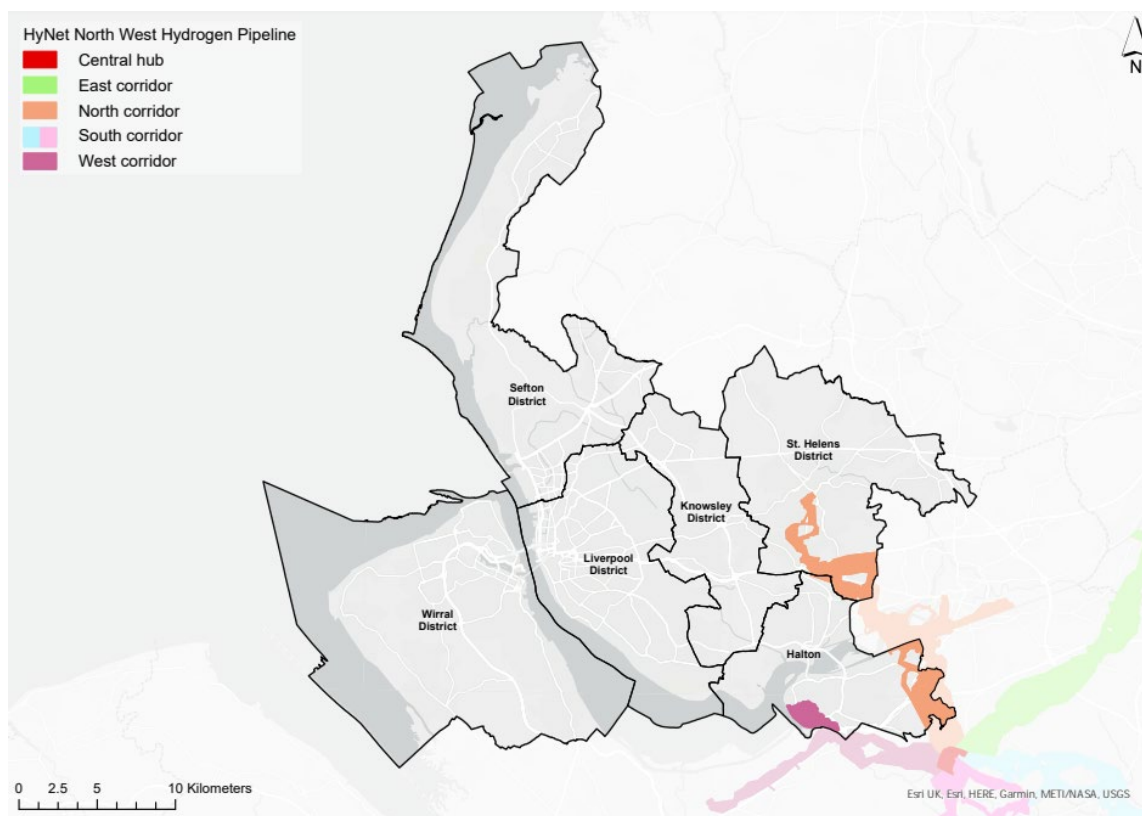 HyNet North West Hydrogen Pipeline
Central hub
East corridor
North corridor
South corridor
West corridor
N
Sefton
District
St. Helens
District
Knowsley
District
Liverpool
District
Wirral
District
Halton
0 2.5 5 10 Kilometers
Esri UK, Esri, HERE, Garmin, METI/NASA, USGS